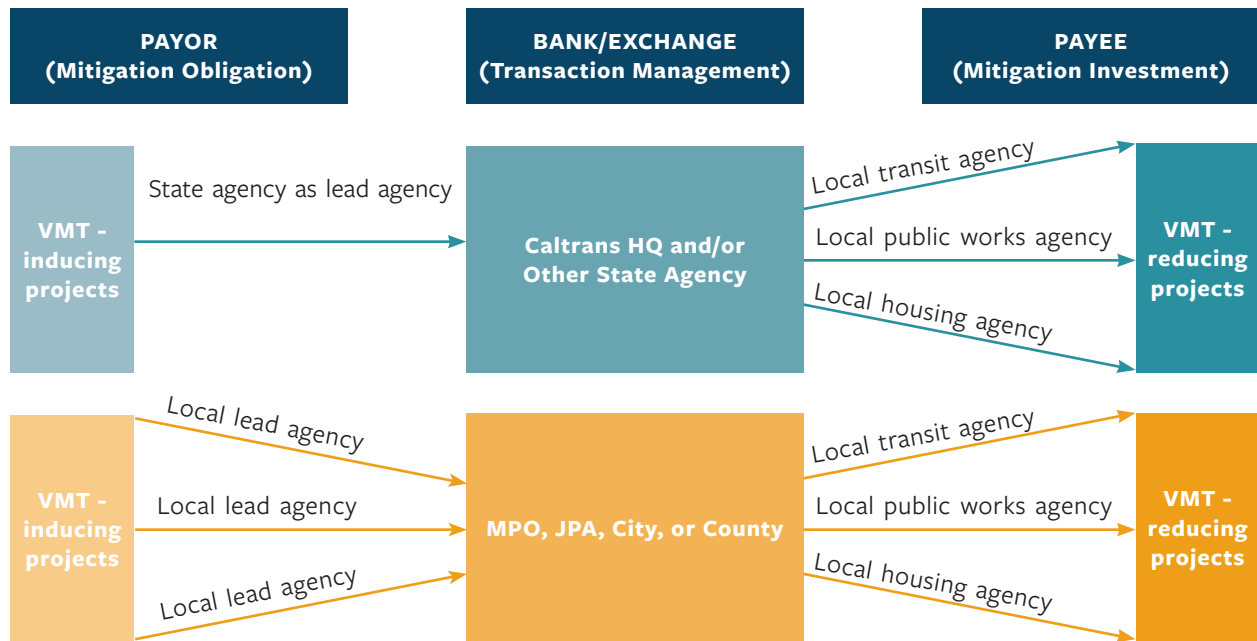 PAYOR
(Mitigation Obligation)
BANK/EXCHANGE
(Transaction Management)
PAYEE
(Mitigation Investment)
VMT -
inducing
projects
State agency as lead agency
Caltrans HQ and/or
Other State Agency
Local transit agency
Local public works agency
Local housing agency
VMT -
reducing
projects
VMT -
inducing
projects
Local lead agency
Local lead agency
Local lead agency
MPO, JPA, City, or County
Local transit agency
Local public works agency
Local housing agency
VMT -
reducing
projects